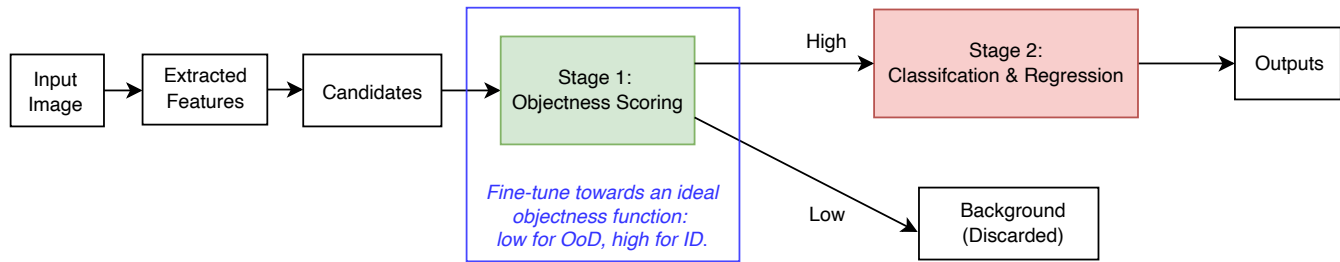 Input
Image
Extracted
Features
Candidates
Stage 1:
Objectness Scoring
Fine-tune towards an ideal
objectness function:
low for OoD, high for ID.
High
Low
Stage 2:
Classifcation & Regression
Outputs
Background
(Discarded)